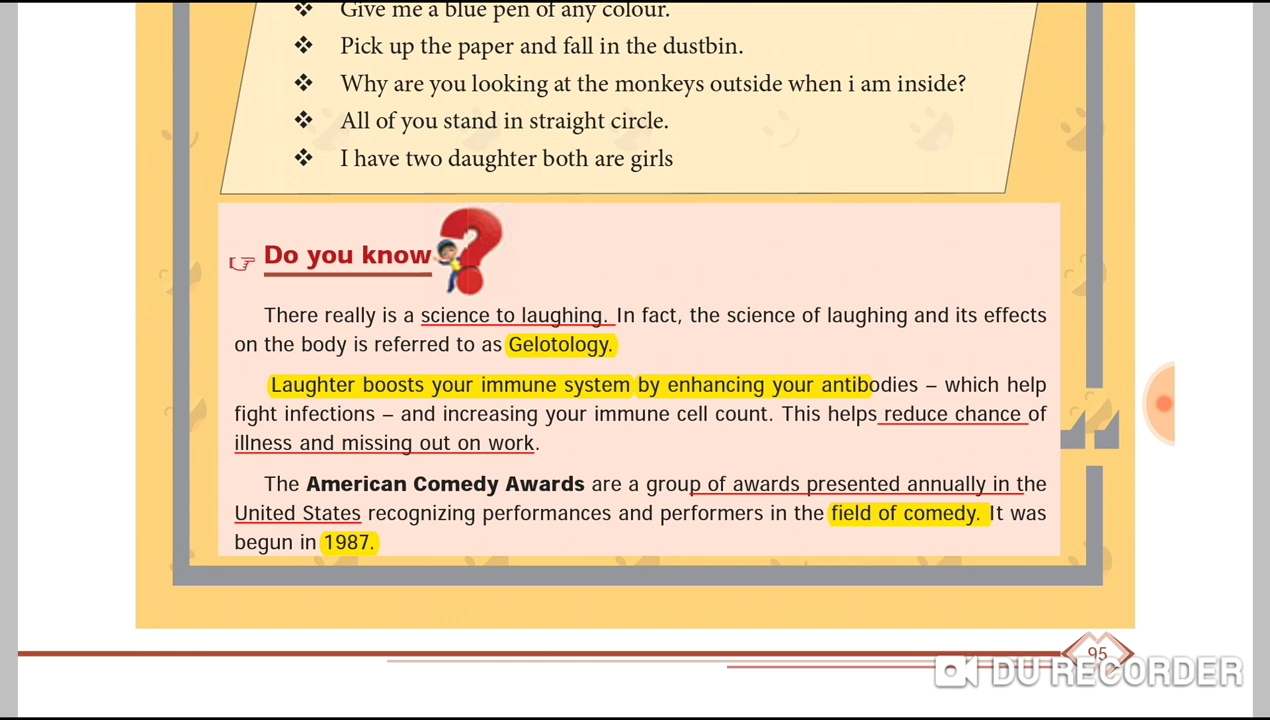 ❖ Give me a blue pen of any colour.
❖ Pick up the paper and fall in the dustbin.
❖ Why are you looking at the monkeys outside when i am inside?
❖ All of you stand in straight circle.
❖ I have two daughter both are girls
☞ Do you know
There really is a science to laughing. In fact, the science of laughing and its effects
on the body is referred to as Gelotology.
Laughter boosts your immune system by enhancing your antibodies – which help
fight infections – and increasing your immune cell count. This helps reduce chance of
illness and missing out on work.
The American Comedy Awards are a group of awards presented annually in the
United States recognizing performances and performers in the field of comedy. It was
begun in 1987.
95
DU RECORDER